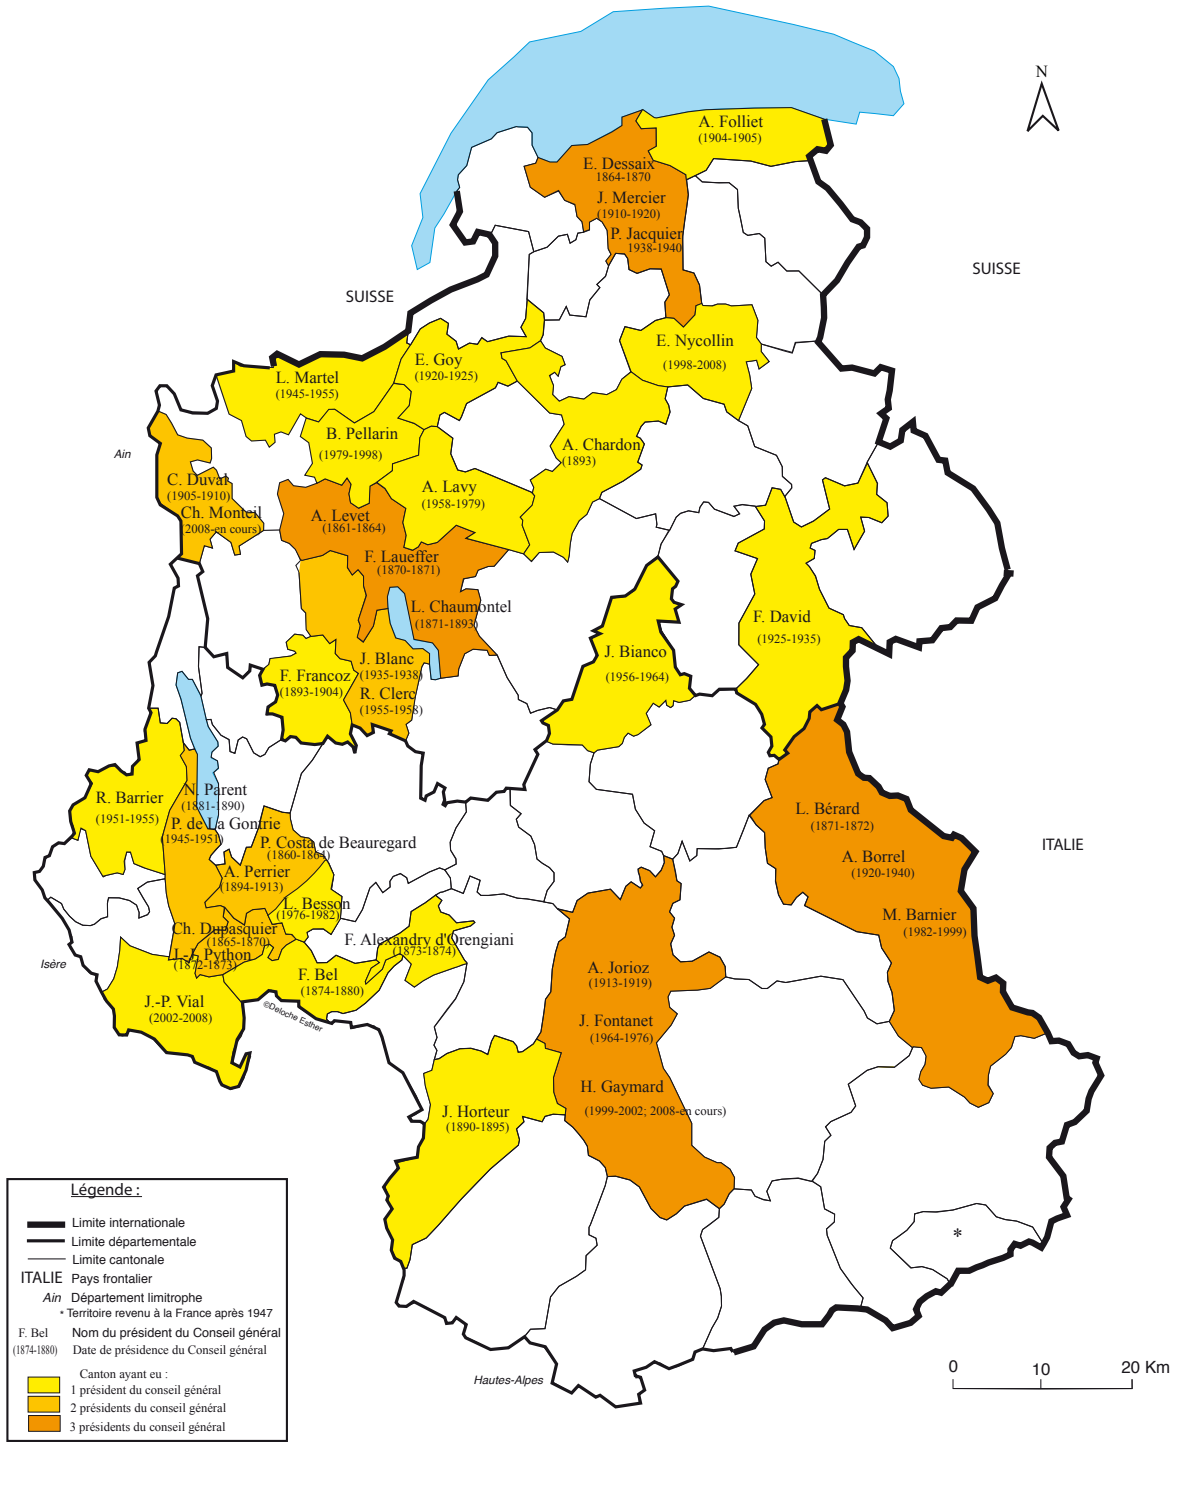 N
A. Folliet
(1904-1905)
E. Dessaix
1864-1870
J. Mercier
(1910-1920)
P. Jacquier
1938-1940
SUISSE
SUISSE
E. Nycollin
(1998-2008)
E. Goy
(1920-1925)
L. Martel
(1945-1955)
B. Pellarin
(1979-1998)
A. Chardon
(1893)
Ain
C. Duval
(1905-1910)
Ch. Monteil
(2008-en cours)
A. Lavy
(1958-1979)
A. Levet
(1861-1864)
F. Laueffer
(1870-1871)
L. Chaumontel
(1871-1893)
F. David
(1925-1935)
J. Bianco
(1956-1964)
J. Blanc
(1935-1938)
R. Clerc
(1955-1958)
F. Francoz
(1893-1904)
N. Parent
(1881-1890)
R. Barrier
(1951-1955)
P. de La Gontrie
(1945-1951)
P. Costa de Beauregard
(1860-1864)
A. Perrier
(1894-1913)
L. Besson
(1976-1982)
L. Bérard
(1871-1872)
A. Borrel
(1920-1940)
M. Barnier
(1982-1999)
ITALIE
Ch. Dupasquier
(1865-1870)
J.-J. Python
(1872-1873)
F. Alexandry d'Orengiani
(1873-1874)
F. Bel
(1874-1880)
Isère
J.-P. Vial
(2002-2008)
©Deloche Esther
A. Jorioz
(1913-1919)
J. Fontanet
(1964-1976)
H. Gaymard
(1999-2002; 2008-en cours)
J. Horteur
(1890-1895)
*
Hautes-Alpes
0 10 20 Km
Légende :
Limite internationale
Limite départementale
Limite cantonale
ITALIE Pays frontalier
Ain Département limitrophe
* Territoire revenu à la France après 1947
F. Bel Nom du président du Conseil général
(1874-1880) Date de présidence du Conseil général
Canton ayant eu :
1 président du conseil général
2 présidents du conseil général
3 présidents du conseil général